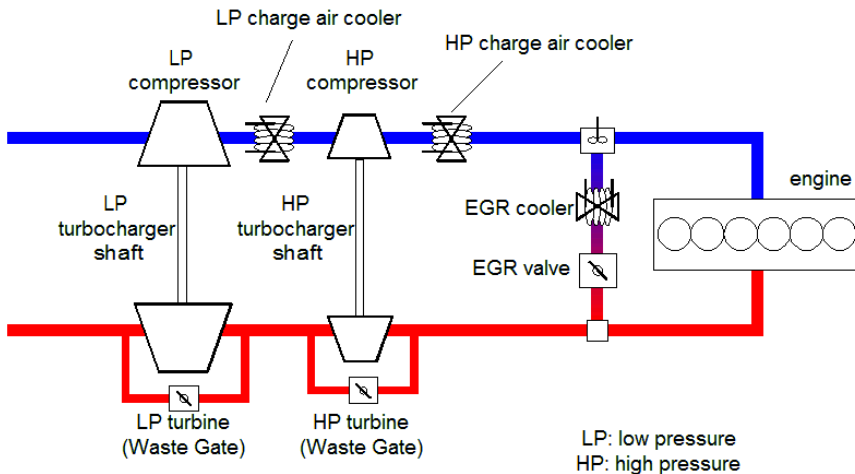 LP charge air cooler
HP charge air cooler
LP
compressor
HP
compressor
engine
LP
turbocharger
shaft
HP
turbocharger
shaft
EGR cooler
EGR valve
LP turbine
(Waste Gate)
HP turbine
(Waste Gate)
LP: low pressure
HP: high pressure